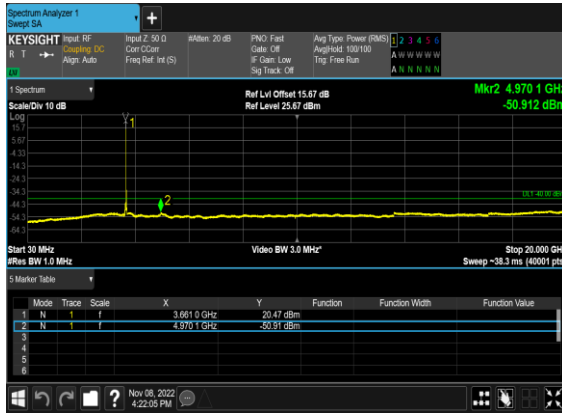 Spectrum Analyzer 1
Swept SA
+
KEYSIGHT Input: RF Input Z: 50 Ω #Atten: 20 dB PNO: Fast Avg Type: Power (RMS) 1 2 3 4 5 6
R T Coupling: DC Corr CCorr Gate: Off Avg|Hold: 100/100 A W W W W W
Align: Auto Freq Ref: Int (S) IF Gain: Low Trig: Free Run
Sig Track: Off A N N N N N
1 Spectrum Ref Lvl Offset 15.67 dB Mkr2 4.970 1 GHz
Scale/Div 10 dB Ref Level 25.67 dBm -50.912 dBm
Log
15.7
1
5.67
-4.33
-14.3
-24.3
-34.3
DL1 -40.00 dBm
2
-44.3
-54.3
-64.3
Start 30 MHz Video BW 3.0 MHz* Stop 20.000 GHz
#Res BW 1.0 MHz Sweep ~38.3 ms (40001 pts)
5 Marker Table
Mode Trace Scale X Y Function Function Width Function Value
1 N 1 f 3.661 0 GHz 20.47 dBm
2 N 1 f 4.970 1 GHz -50.91 dBm
3
4
5
6
? Nov 08, 2022
4:22:05 PM